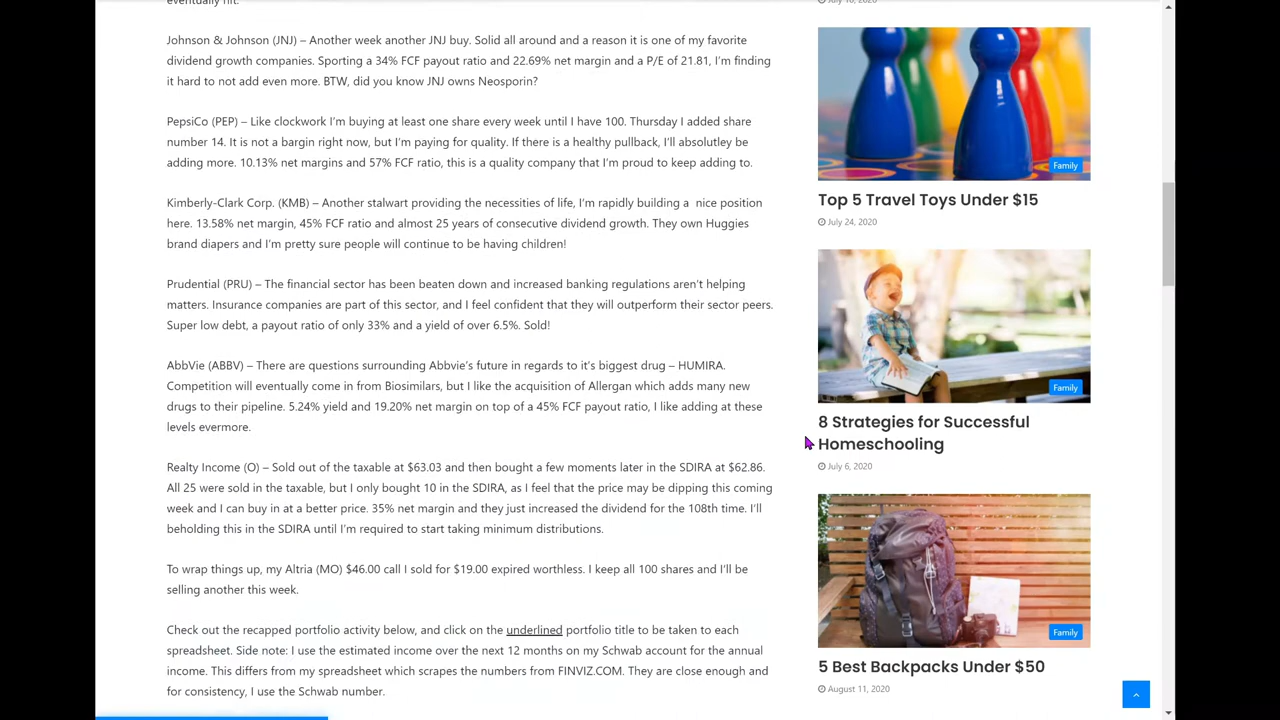 eventually hit.
Johnson & Johnson (JNJ) – Another week another JNJ buy. Solid all around and a reason it is one of my favorite
dividend growth companies. Sporting a 34% FCF payout ratio and 22.69% net margin and a P/E of 21.81, I'm finding
it hard to not add even more. BTW, did you know JNJ owns Neosporin?
PepsiCo (PEP) – Like clockwork I'm buying at least one share every week until I have 100. Thursday I added share
number 14. It is not a bargin right now, but I'm paying for quality. If there is a healthy pullback, I'll absolutley be
adding more. 10.13% net margins and 57% FCF ratio, this is a quality company that I'm proud to keep adding to.
Kimberly-Clark Corp. (KMB) – Another stalwart providing the necessities of life, I'm rapidly building a nice position
here. 13.58% net margin, 45% FCF ratio and almost 25 years of consecutive dividend growth. They own Huggies
brand diapers and I'm pretty sure people will continue to be having children!
Prudential (PRU) – The financial sector has been beaten down and increased banking regulations aren't helping
matters. Insurance companies are part of this sector, and I feel confident that they will outperform their sector peers.
Super low debt, a payout ratio of only 33% and a yield of over 6.5%. Sold!
AbbVie (ABBV) – There are questions surrounding Abbvie's future in regards to it's biggest drug – HUMIRA.
Competition will eventually come in from Biosimilars, but I like the acquisition of Allergan which adds many new
drugs to their pipeline. 5.24% yield and 19.20% net margin on top of a 45% FCF payout ratio, I like adding at these
levels evermore.
Realty Income (O) – Sold out of the taxable at $63.03 and then bought a few moments later in the SDIRA at $62.86.
All 25 were sold in the taxable, but I only bought 10 in the SDIRA, as I feel that the price may be dipping this coming
week and I can buy in at a better price. 35% net margin and they just increased the dividend for the 108th time. I'll
beholding this in the SDIRA until I'm required to start taking minimum distributions.
To wrap things up, my Altria (MO) $46.00 call I sold for $19.00 expired worthless. I keep all 100 shares and I'll be
selling another this week.
Check out the recapped portfolio activity below, and click on the underlined portfolio title to be taken to each
spreadsheet. Side note: I use the estimated income over the next 12 months on my Schwab account for the annual
income. This differs from my spreadsheet which scrapes the numbers from FINVIZ.COM. They are close enough and
for consistency, I use the Schwab number.
Family
Top 5 Travel Toys Under $15
July 24, 2020
Family
8 Strategies for Successful
Homeschooling
July 6, 2020
Family
5 Best Backpacks Under $50
August 11, 2020